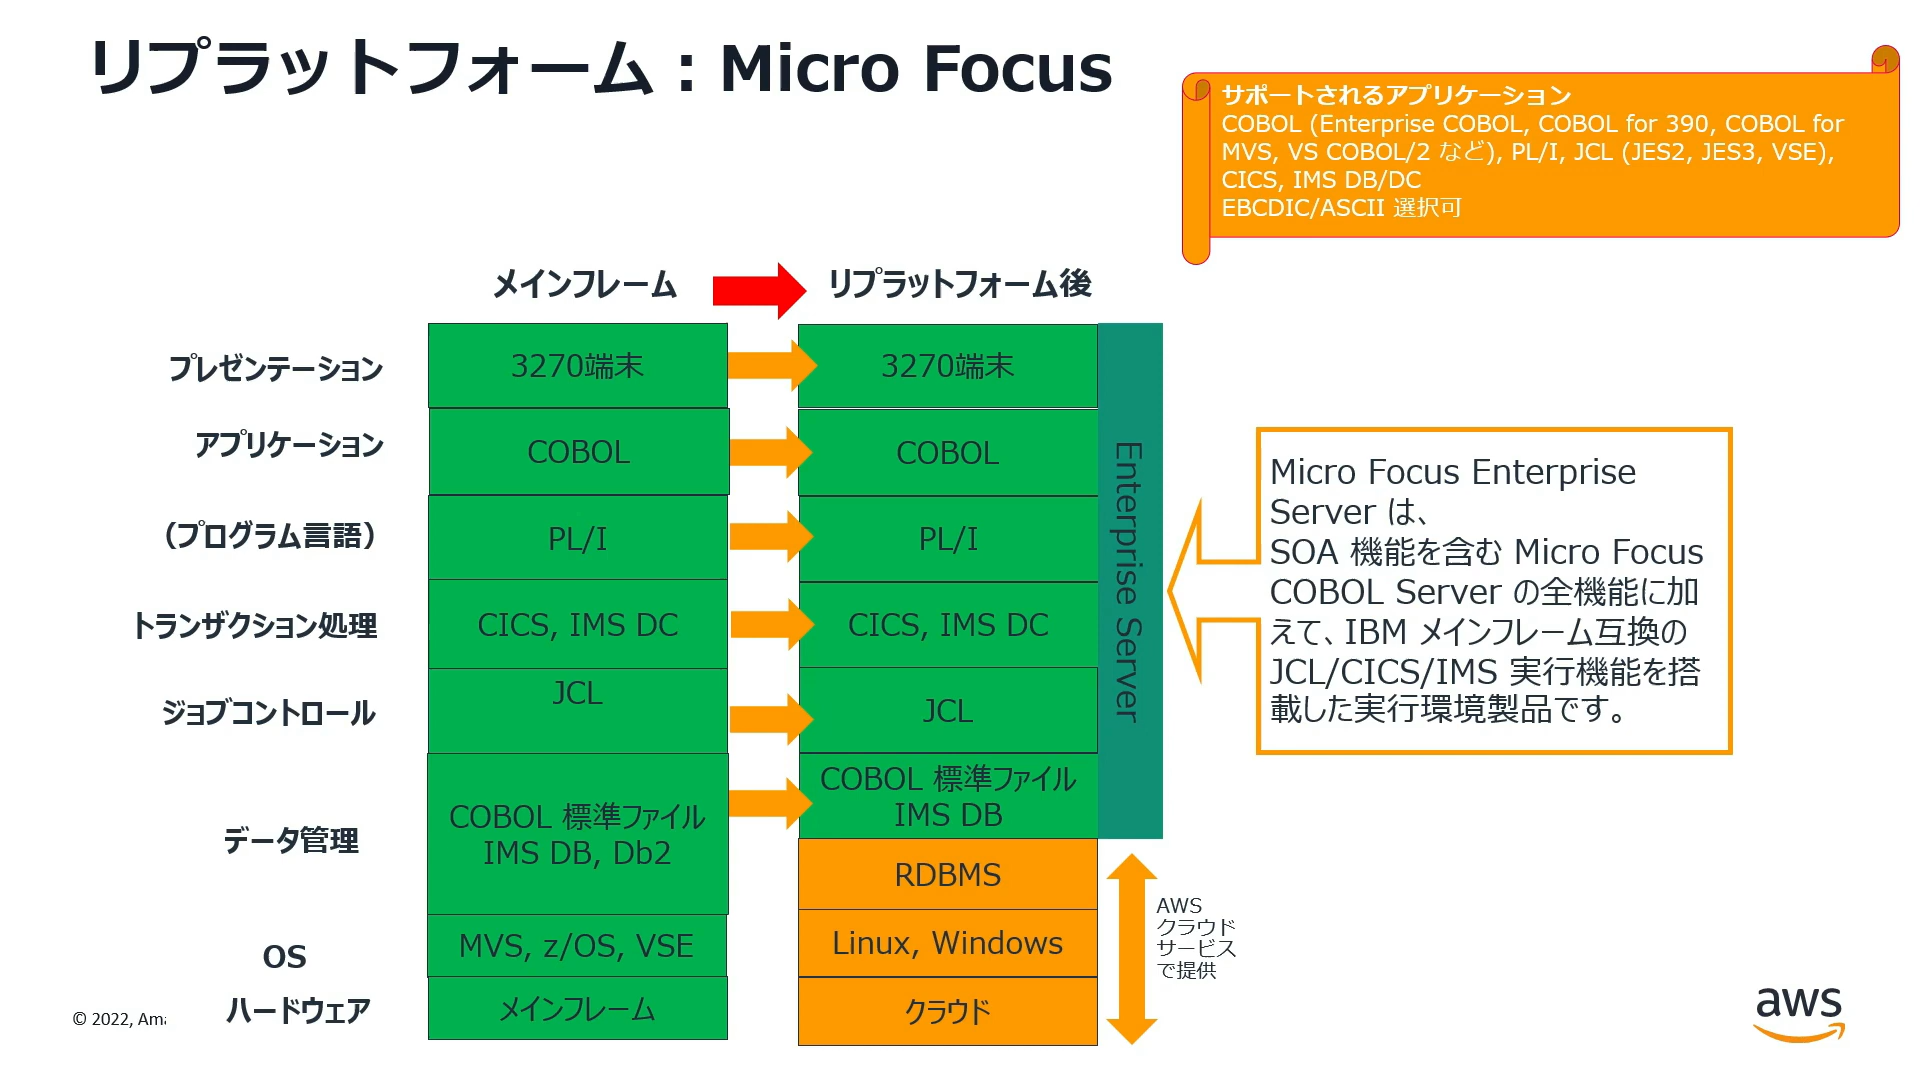 リプラットフォーム：Micro Focus
サポートされるアプリケーション
COBOL (Enterprise COBOL, COBOL for 390, COBOL for
MVS, VS COBOL/2 など), PL/I, JCL (JES2, JES3, VSE),
CICS, IMS DB/DC
EBCDIC/ASCII 選択可
メインフレーム
リプラットフォーム後
プレゼンテーション
3270端末
3270端末
アプリケーション
COBOL
COBOL
（プログラム言語）
PL/I
PL/I
トランザクション処理
CICS, IMS DC
CICS, IMS DC
ジョブコントロール
JCL
JCL
データ管理
COBOL 標準ファイル
IMS DB, Db2
COBOL 標準ファイル
IMS DB
RDBMS
OS
MVS, z/OS, VSE
Linux, Windows
ハードウェア
メインフレーム
クラウド
Enterprise Server
Micro Focus Enterprise
Server は、
SOA 機能を含む Micro Focus
COBOL Server の全機能に加
えて、IBM メインフレーム互換の
JCL/CICS/IMS 実行機能を搭
載した実行環境製品です。
AWS
クラウド
サービス
で提供
© 2022,
aws